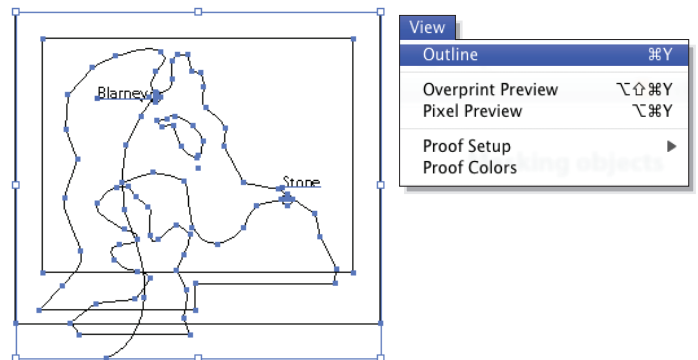 Blarney
Stone
View
Outline ⌘Y
Overprint Preview ⌥⇧⌘Y
Pixel Preview ⌥⌘Y
Proof Setup ▶
Proof Colors